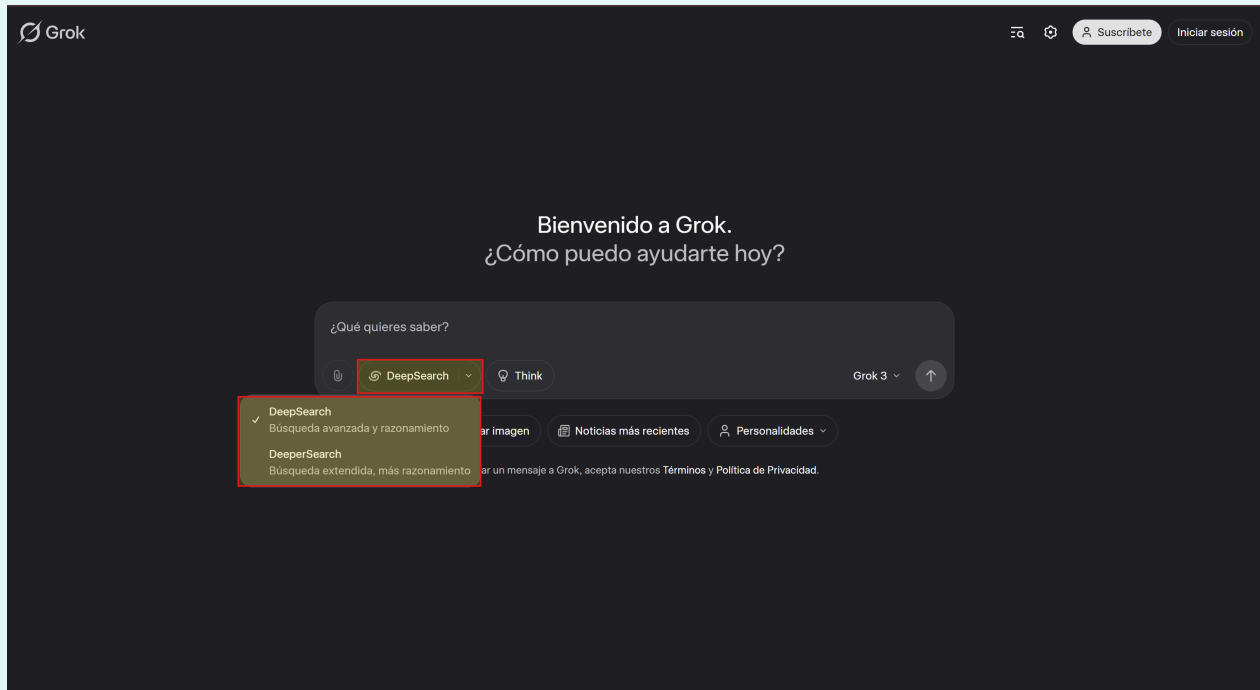 Grok
Suscríbete
Iniciar sesión
Bienvenido a Grok.
¿Cómo puedo ayudarte hoy?
¿Qué quieres saber?
DeepSearch
Think
Grok 3
DeepSearch
Búsqueda avanzada y razonamiento
DeeperSearch
Búsqueda extendida, más razonamiento
ar imagen
Noticias más recientes
Personalidades
ar un mensaje a Grok, acepta nuestros Términos y Política de Privacidad.